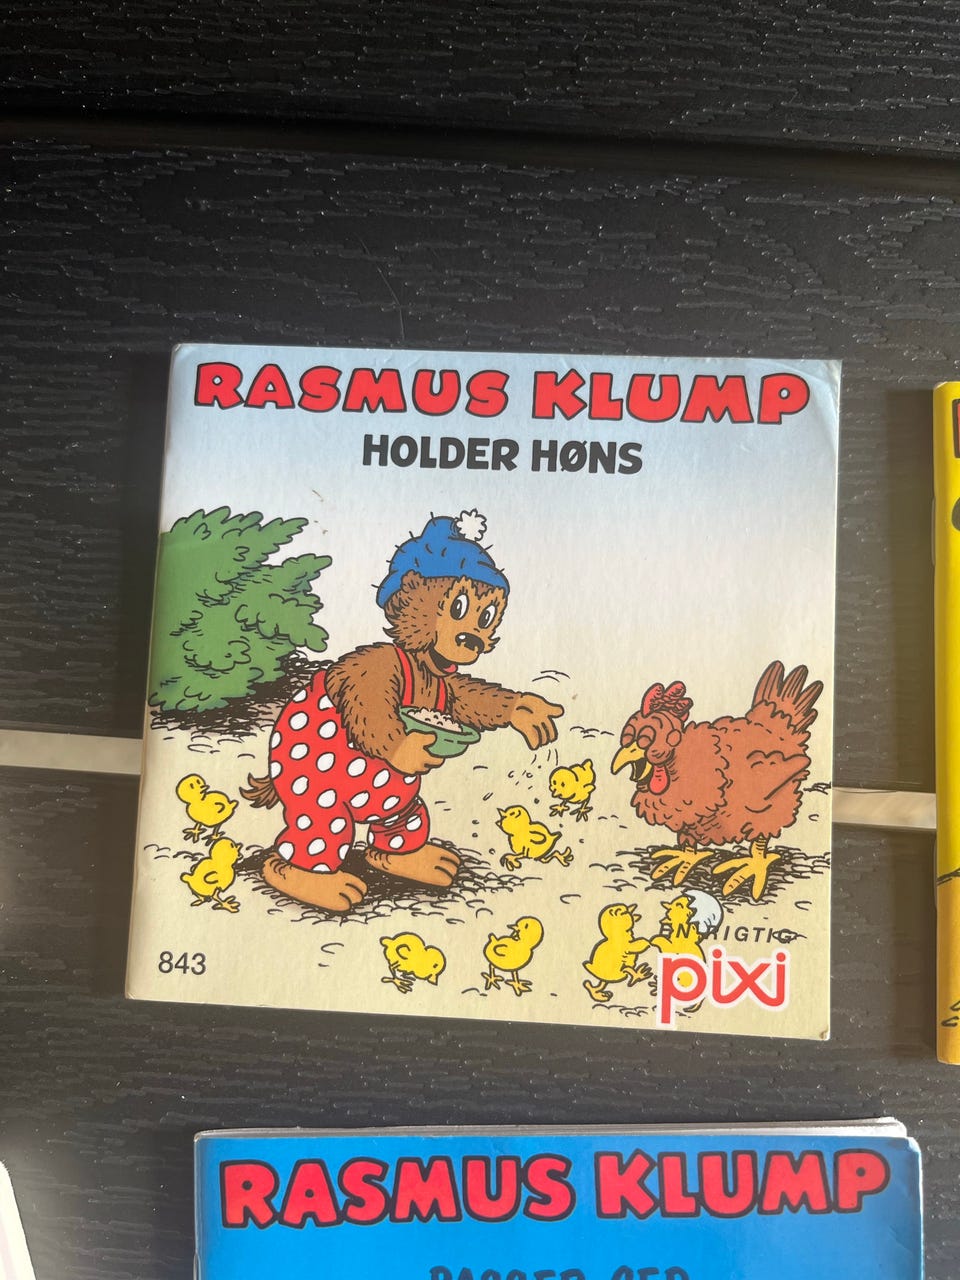 RASMUS KLUMP
HOLDER HØNS
843
EN RIGTIG
pixi
RASMUS KLUMP